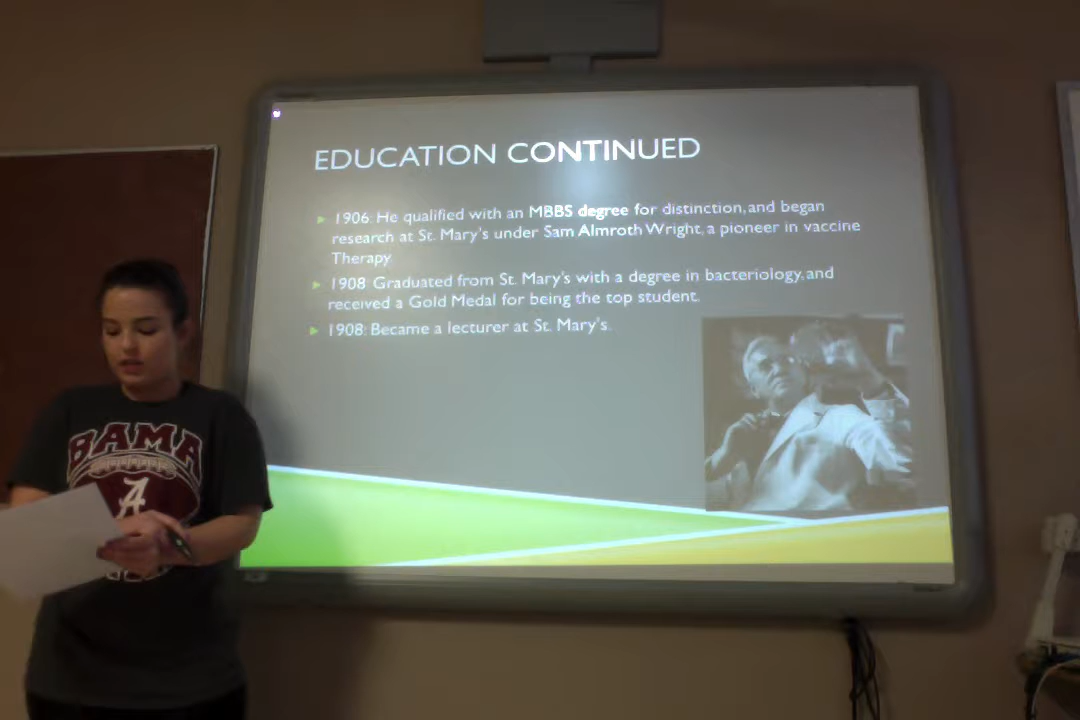 EDUCATION CONTINUED
1906: He qualified with an MBBS degree for distinction, and began
research at St. Mary's under Sam Almroth Wright, a pioneer in vaccine
Therapy
1908: Graduated from St. Mary's with a degree in bacteriology, and
received a Gold Medal for being the top student.
1908: Became a lecturer at St. Mary's.
BAMA
A